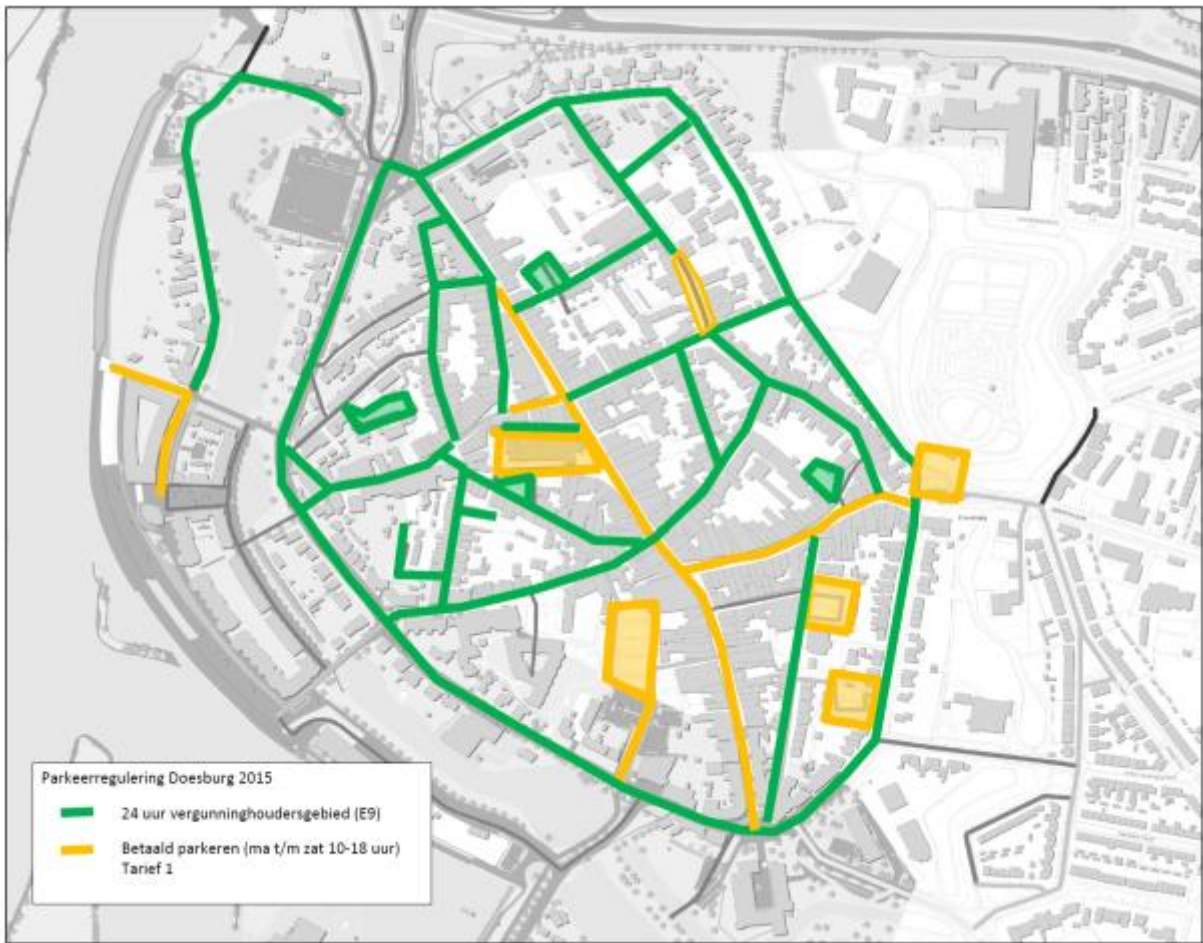 Parkeerregulering Doesburg 2015
24 uur vergunninghoudersgebied (E9)
Betaald parkeren (ma t/m zat 10-18 uur)
Tarief 1